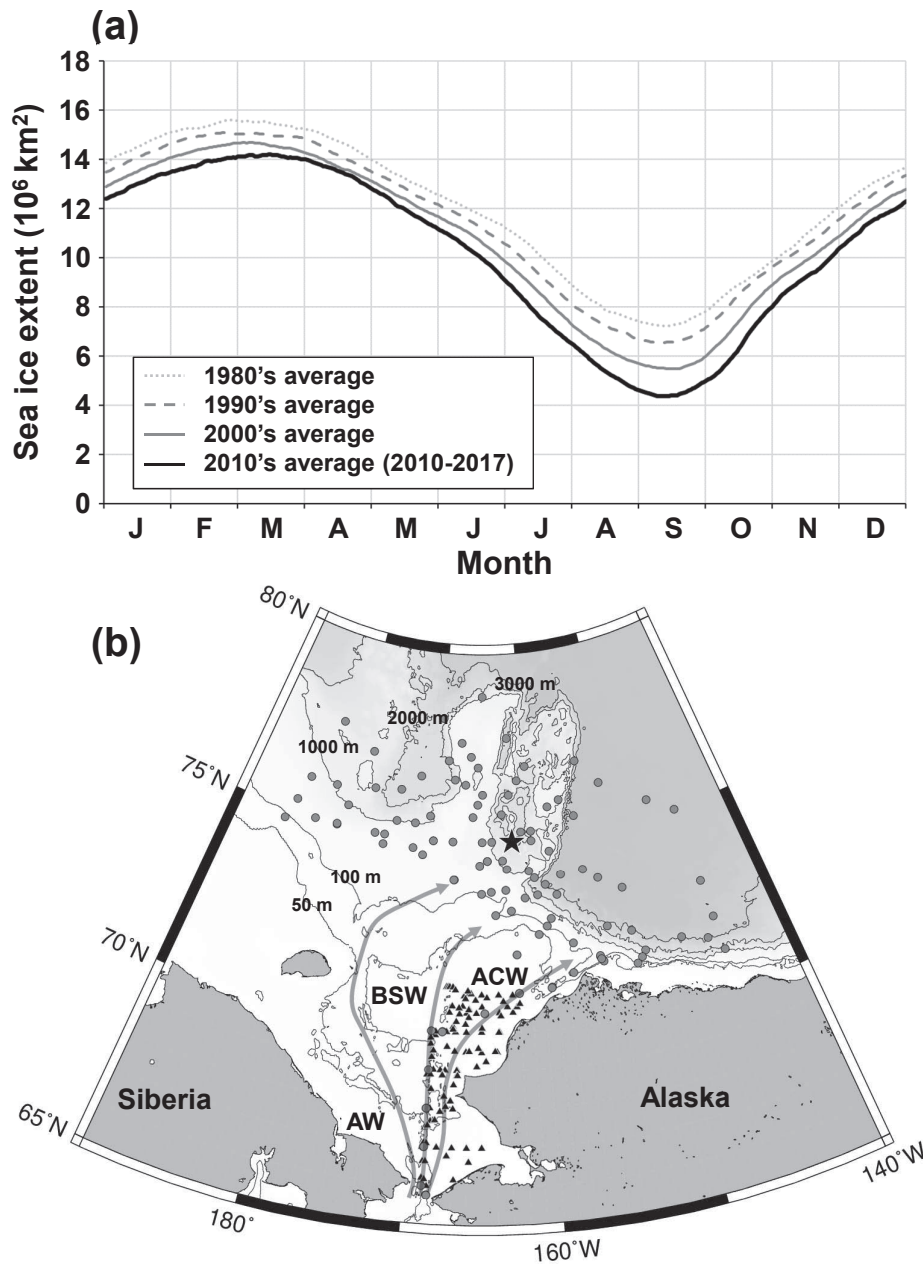 (a)
Sea ice extent (10⁶ km²)
18
16
14
12
10
8
6
4
2
0
1980's average
1990's average
2000's average
2010's average (2010-2017)
J F M A M J J A S O N D
Month
(b)
80°N
75°N
70°N
65°N
3000 m
2000 m
1000 m
100 m
50 m
BSW
ACW
AW
Siberia
Alaska
180°
160°W
140°W